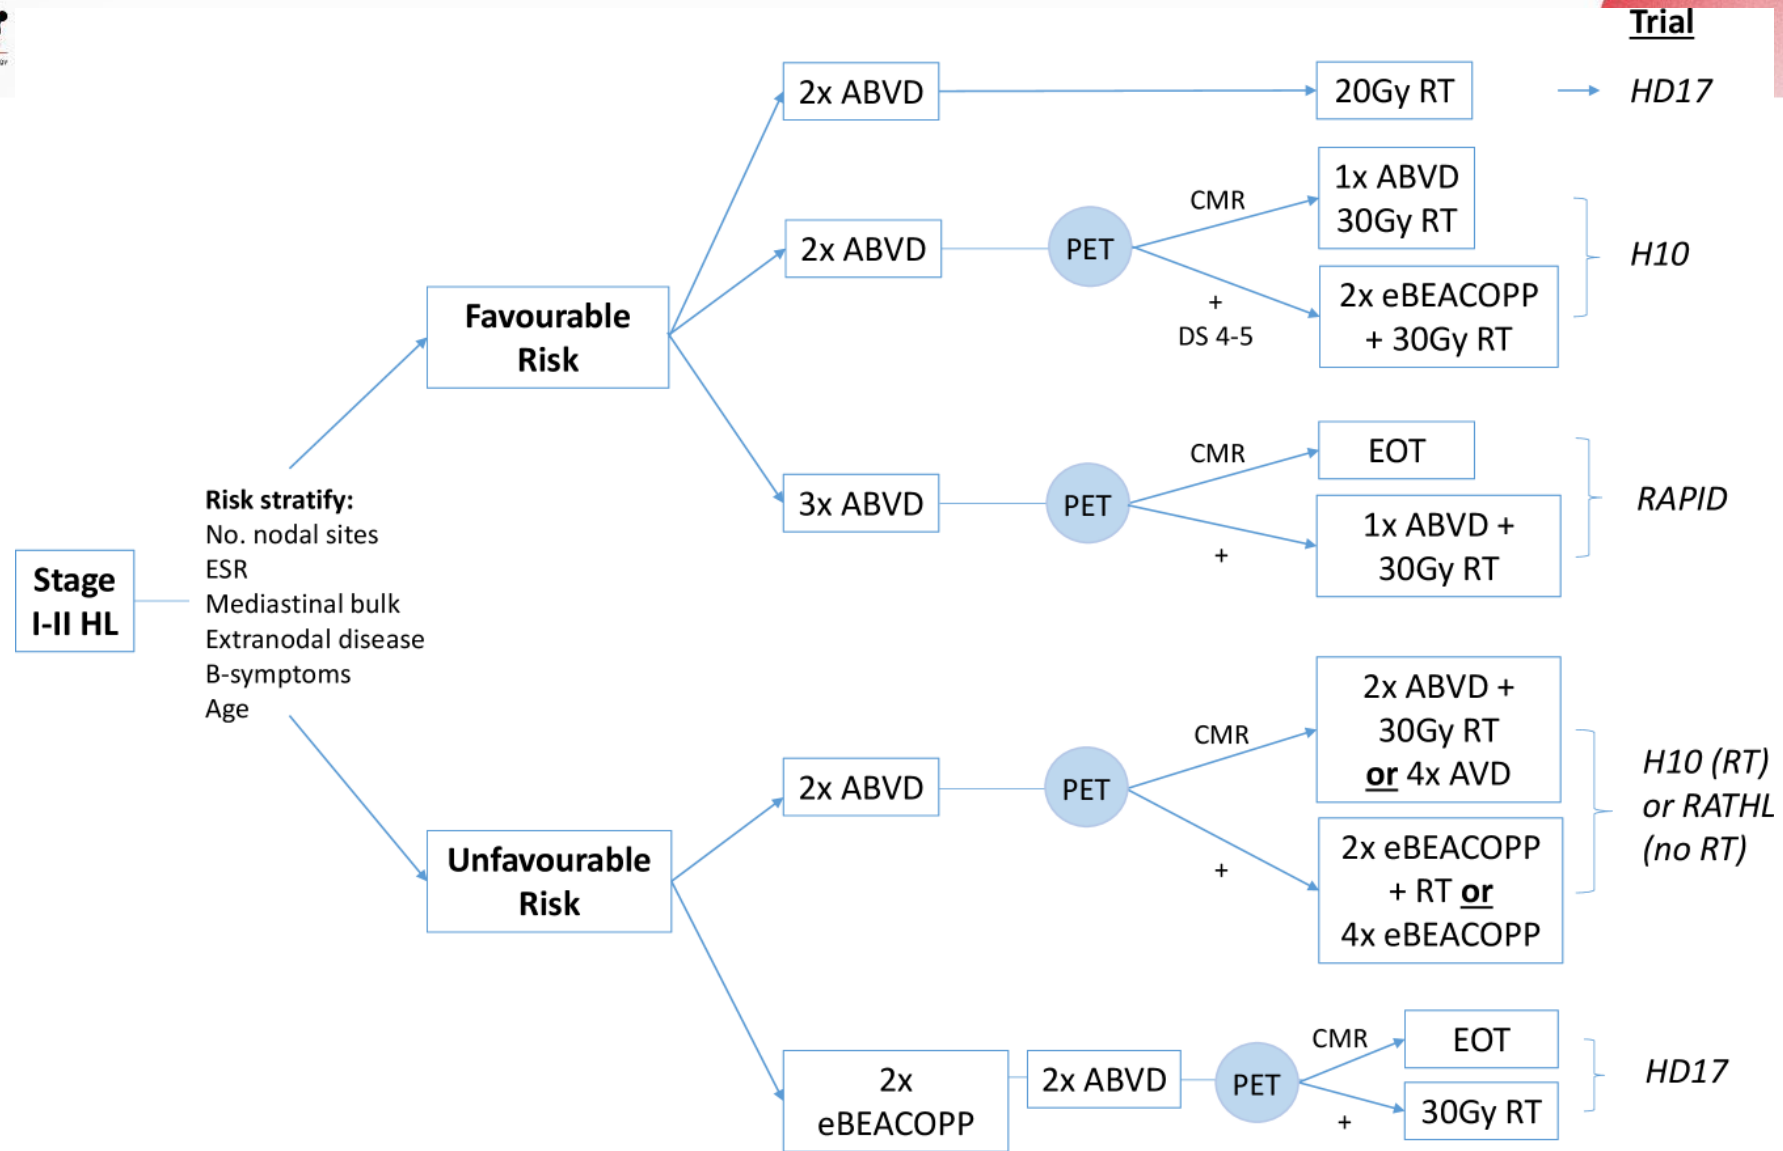 Trial
2x ABVD
20Gy RT
HD17
2x ABVD
PET
CMR
1x ABVD
30Gy RT
+
DS 4-5
2x eBEACOPP
+ 30Gy RT
H10
Favourable
Risk
3x ABVD
PET
CMR
EOT
+
1x ABVD +
30Gy RT
RAPID
Stage
I-II HL
Risk stratify:
No. nodal sites
ESR
Mediastinal bulk
Extranodal disease
B-symptoms
Age
Unfavourable
Risk
2x ABVD
PET
CMR
2x ABVD +
30Gy RT
or 4x AVD
+
2x eBEACOPP
+ RT or
4x eBEACOPP
H10 (RT)
or RATHL
(no RT)
2x
eBEACOPP
2x ABVD
PET
CMR
EOT
+
30Gy RT
HD17